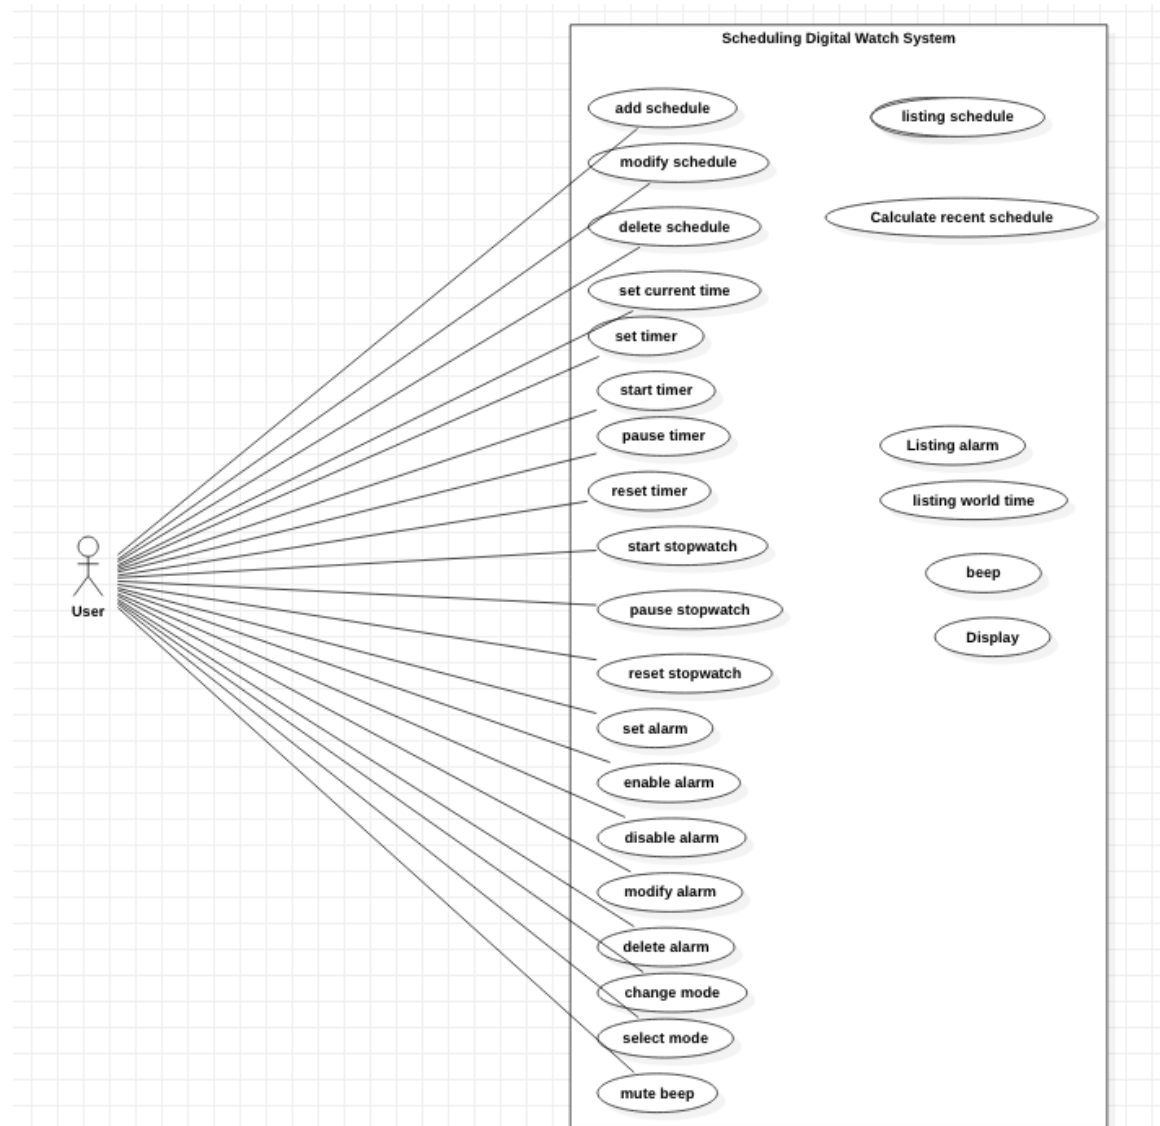 Scheduling Digital Watch System
add schedule
listing schedule
modify schedule
Calculate recent schedule
delete schedule
set current time
set timer
start timer
pause timer
Listing alarm
reset timer
listing world time
start stopwatch
beep
User
pause stopwatch
Display
reset stopwatch
set alarm
enable alarm
disable alarm
modify alarm
delete alarm
change mode
select mode
mute beep